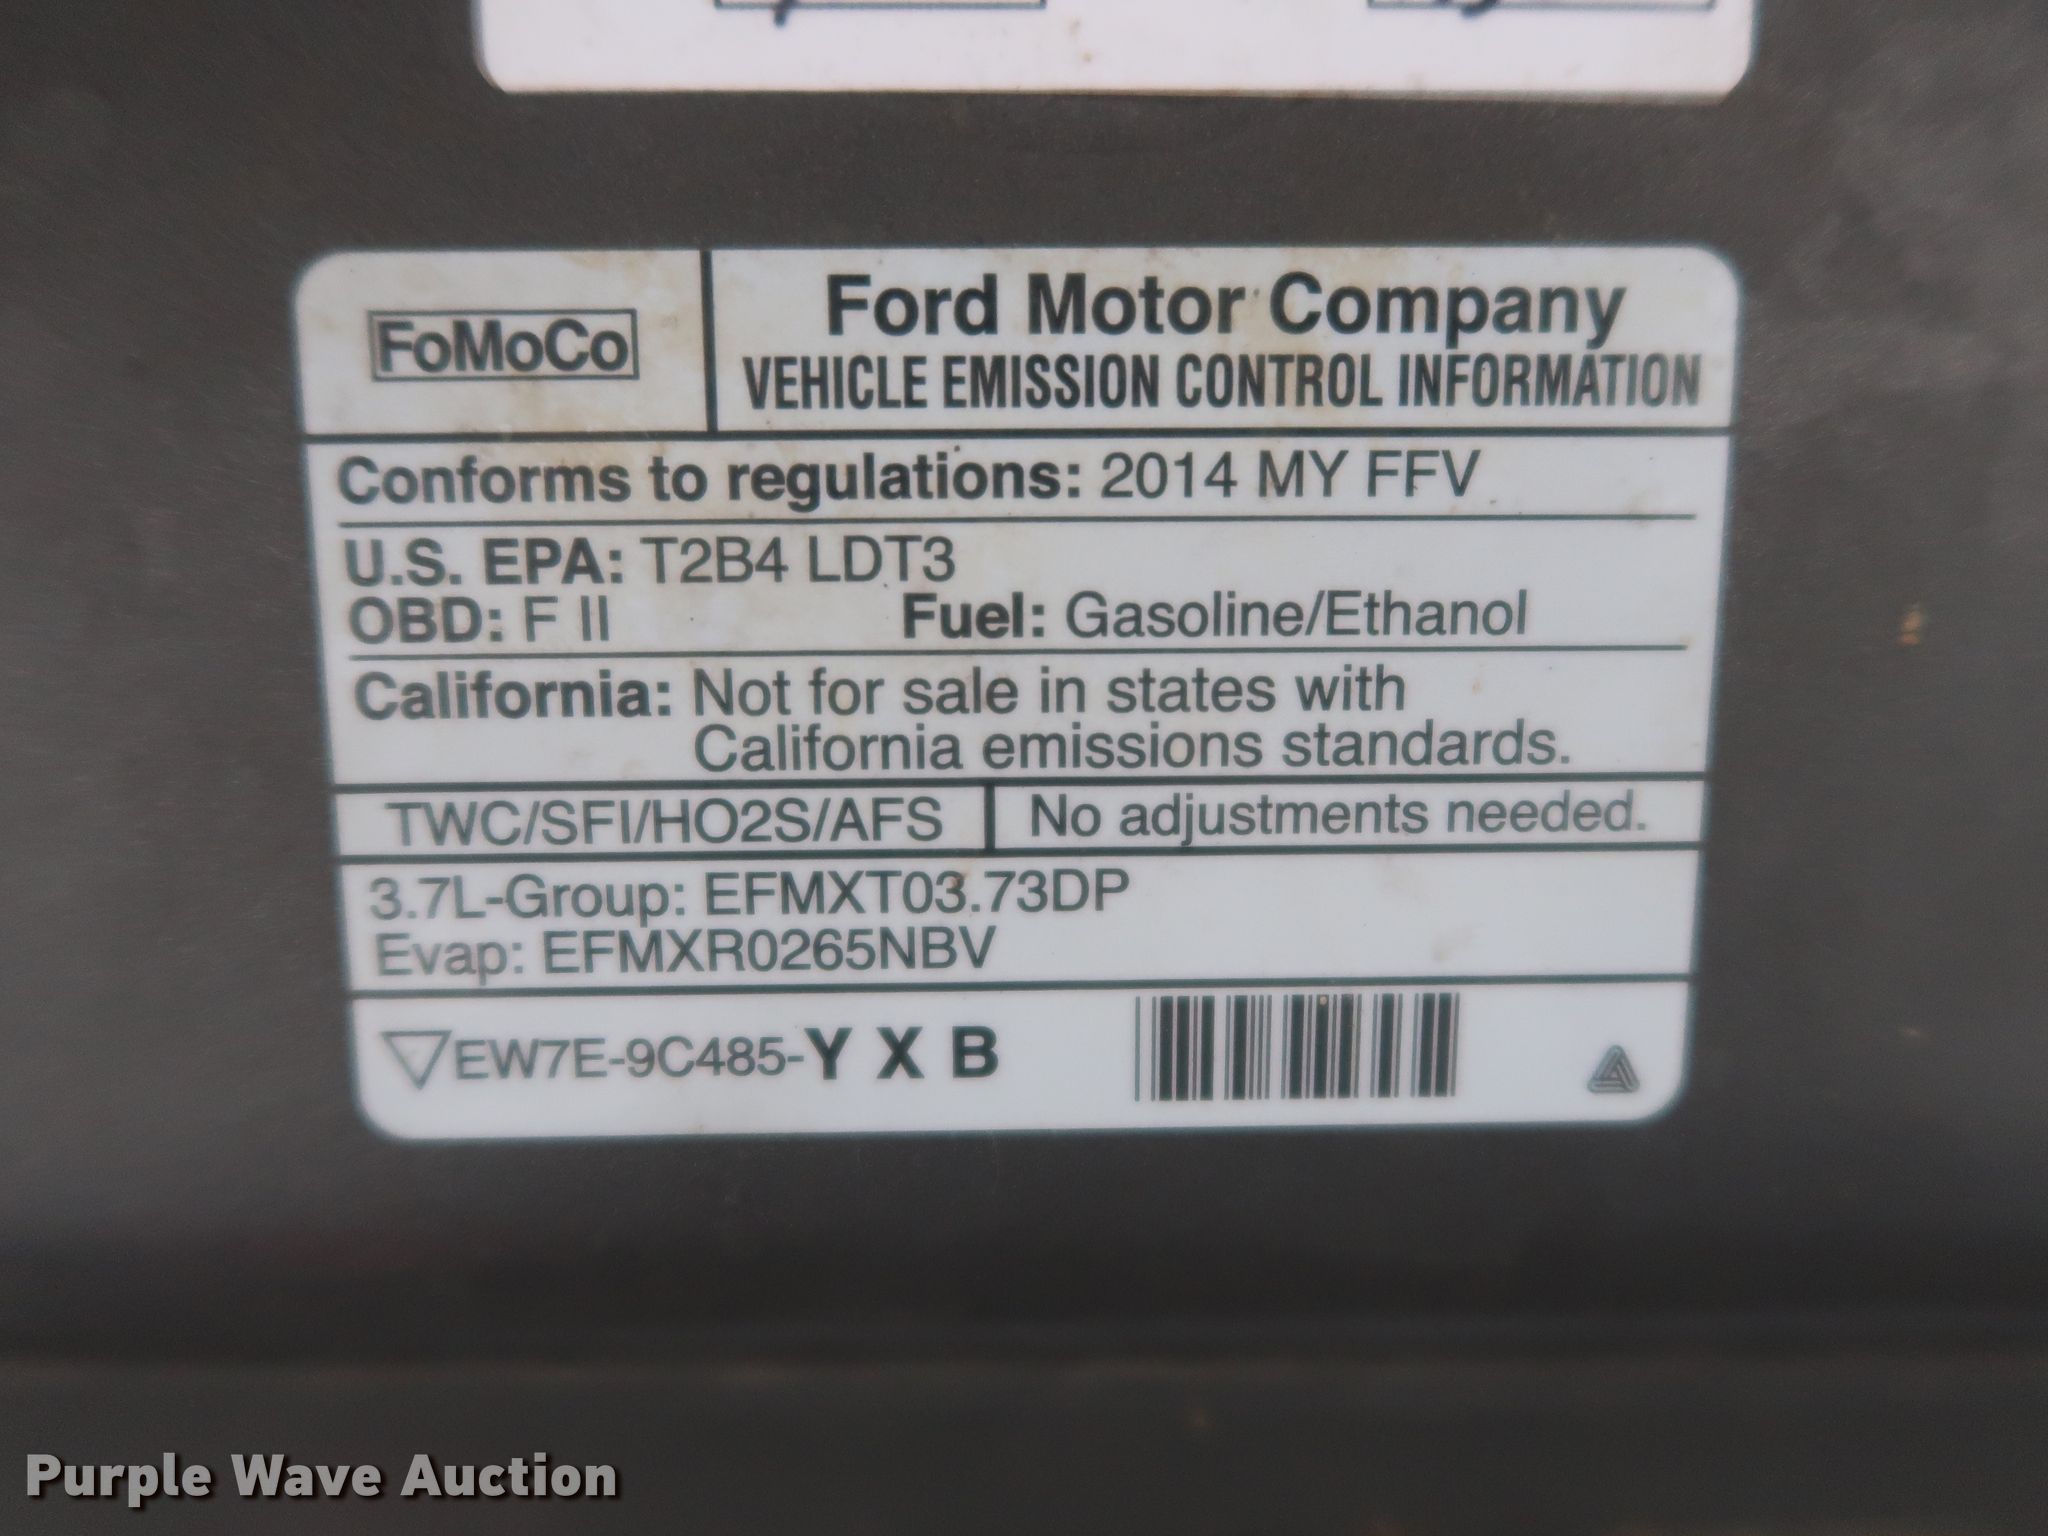 FoMoCo
Ford Motor Company
VEHICLE EMISSION CONTROL INFORMATION
Conforms to regulations: 2014 MY FFV
U.S. EPA: T2B4 LDT3
OBD: F II Fuel: Gasoline/Ethanol
California: Not for sale in states with
California emissions standards.
TWC/SFI/HO2S/AFS No adjustments needed.
3.7L-Group: EFMXT03.73DP
Evap: EFMXR0265NBV
EW7E-9C485-Y X B
Purple Wave Auction